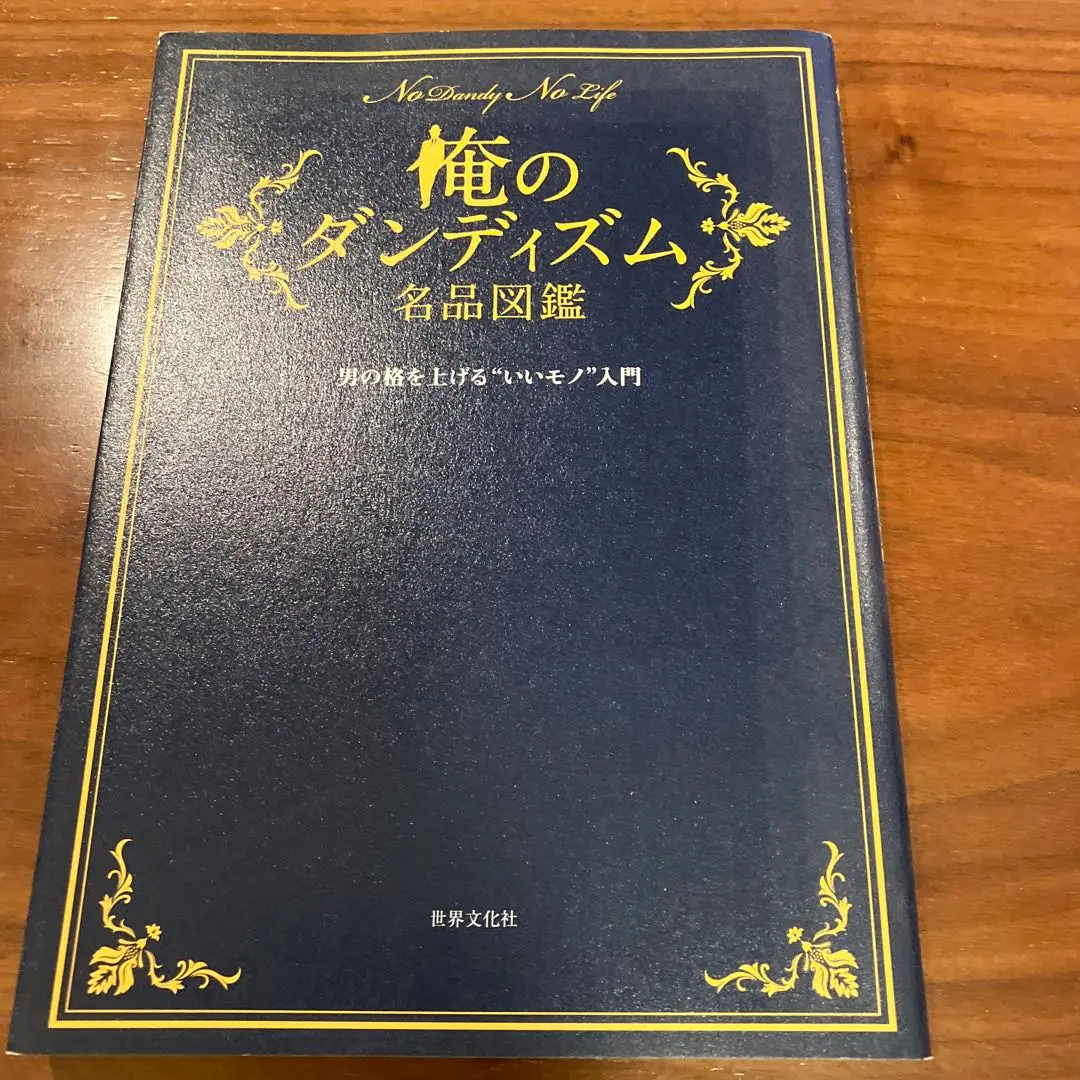 No Dandy No Life
俺の
ダンディズム
名品図鑑
男の格を上げる“いいモノ”入門
世界文化社